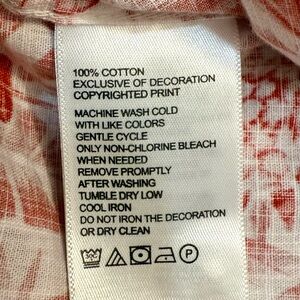 100% COTTON
EXCLUSIVE OF DECORATION
COPYRIGHTED PRINT
MACHINE WASH COLD
WITH LIKE COLORS
GENTLE CYCLE
ONLY NON-CHLORINE BLEACH
WHEN NEEDED
REMOVE PROMPTLY
AFTER WASHING
TUMBLE DRY LOW
COOL IRON
DO NOT IRON THE DECORATION
OR DRY CLEAN
P